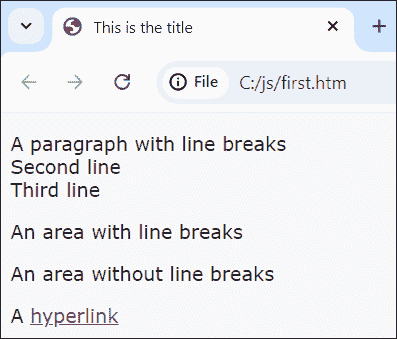 This is the title
File C:/js/first.htm
A paragraph with line breaks
Second line
Third line
An area with line breaks
An area without line breaks
A hyperlink